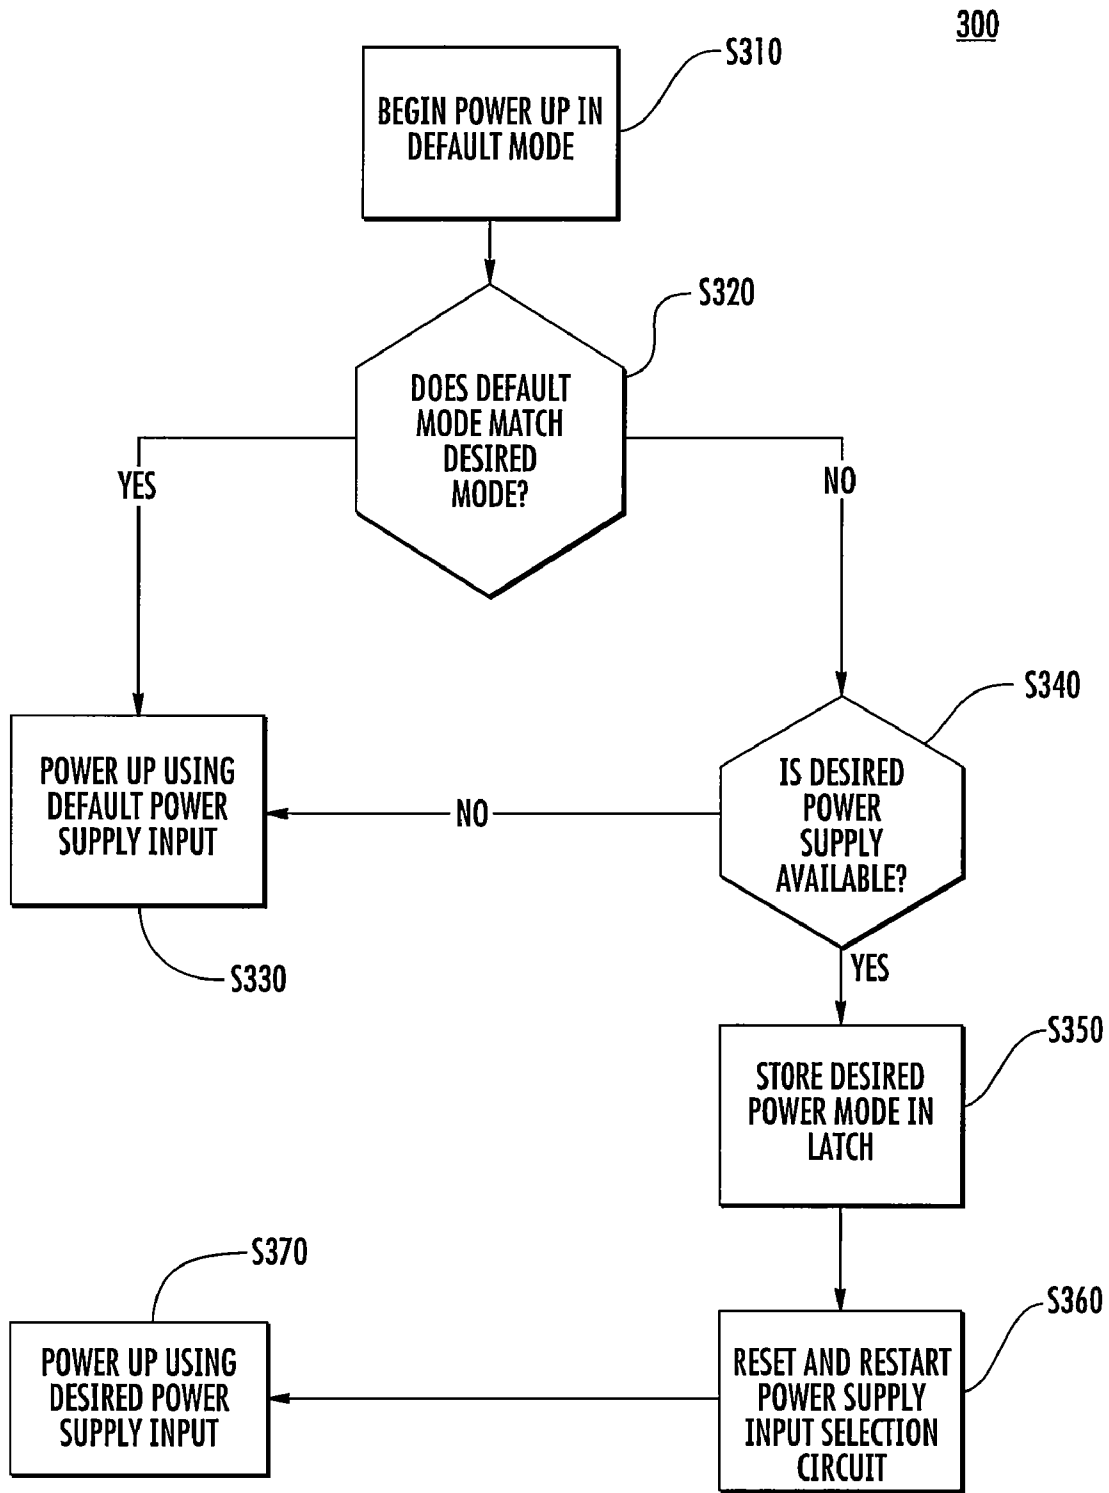 300
S310
BEGIN POWER UP IN
DEFAULT MODE
S320
DOES DEFAULT
MODE MATCH
DESIRED
MODE?
YES
NO
S340
IS DESIRED
POWER
SUPPLY
AVAILABLE?
POWER UP USING
DEFAULT POWER
SUPPLY INPUT
NO
S330
YES
S350
STORE DESIRED
POWER MODE IN
LATCH
S370
S360
POWER UP USING
DESIRED POWER
SUPPLY INPUT
RESET AND RESTART
POWER SUPPLY
INPUT SELECTION
CIRCUIT